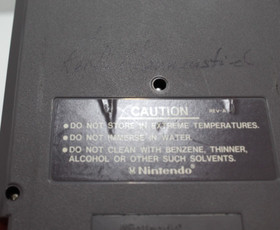 CAUTION REV-A
• DO NOT STORE IN EXTREME TEMPERATURES.
• DO NOT IMMERSE IN WATER.
• DO NOT CLEAN WITH BENZENE, THINNER,
ALCOHOL OR OTHER SUCH SOLVENTS.
Nintendo